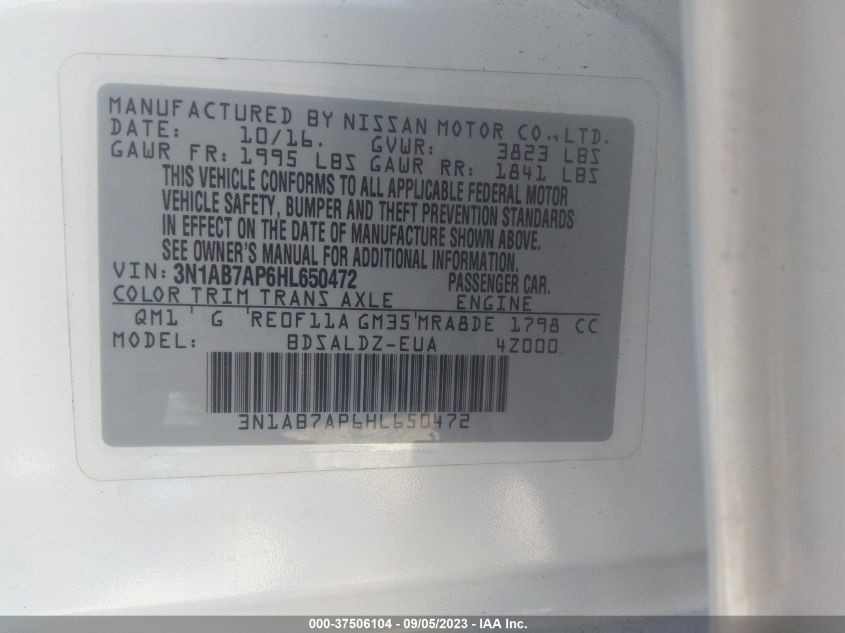 MANUFACTURED BY NISSAN MOTOR CO., LTD.
DATE: 10/16. GVWR: 3823 LBS
GAWR FR: 1995 LBS GAWR RR: 1841 LBS
THIS VEHICLE CONFORMS TO ALL APPLICABLE FEDERAL MOTOR
VEHICLE SAFETY, BUMPER AND THEFT PREVENTION STANDARDS
IN EFFECT ON THE DATE OF MANUFACTURE SHOWN ABOVE.
SEE OWNER'S MANUAL FOR ADDITIONAL INFORMATION.
VIN: 3N1AB7AP6HL650472 PASSENGER CAR.
COLOR TRIM TRANS AXLE ENGINE
QM1 G RE0F11A GM35 MRA8DE 1798 CC
MODEL: BDSALDZ-EUA 4Z000
3N1AB7AP6HL650472
000-37506104 - 09/05/2023 - © IAA Inc.